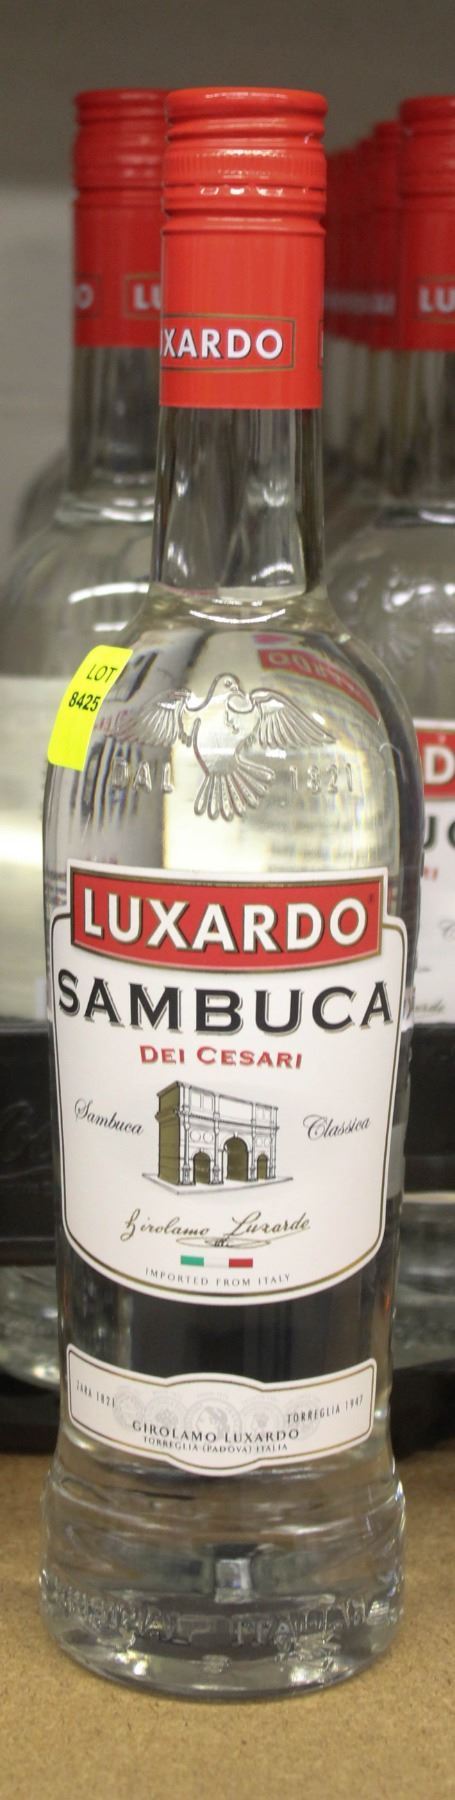 LUXARDO
LOT
8425
DAL 1821
LUXARDO
SAMBUCA
DEI CESARI
Sambuca Classica
Girolamo Luxardo
IMPORTED FROM ITALY
ZARA 1821 TORREGLIA 1947
GIROLAMO LUXARDO
TORREGLIA (PADOVA) ITALIA